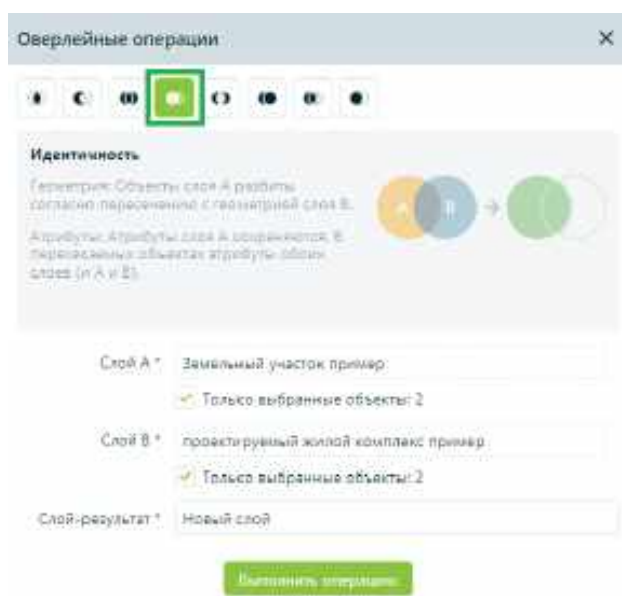 Оверлейные операции
Идентичность
Геометрия: Объекты слоя А разбиты
согласно пересечению с геометрией слоя В.
А В
Атрибуты: Атрибуты слоя А сохраняются. В
пересекаемых объектах атрибуты обоих
слоев (и А и В).
Слой А * Земельный участок пример
Только выбранные объекты: 2
Слой В * проектируемый жилой комплекс пример
Только выбранные объекты: 2
Слой-результат * Новый слой
Выполнить операцию